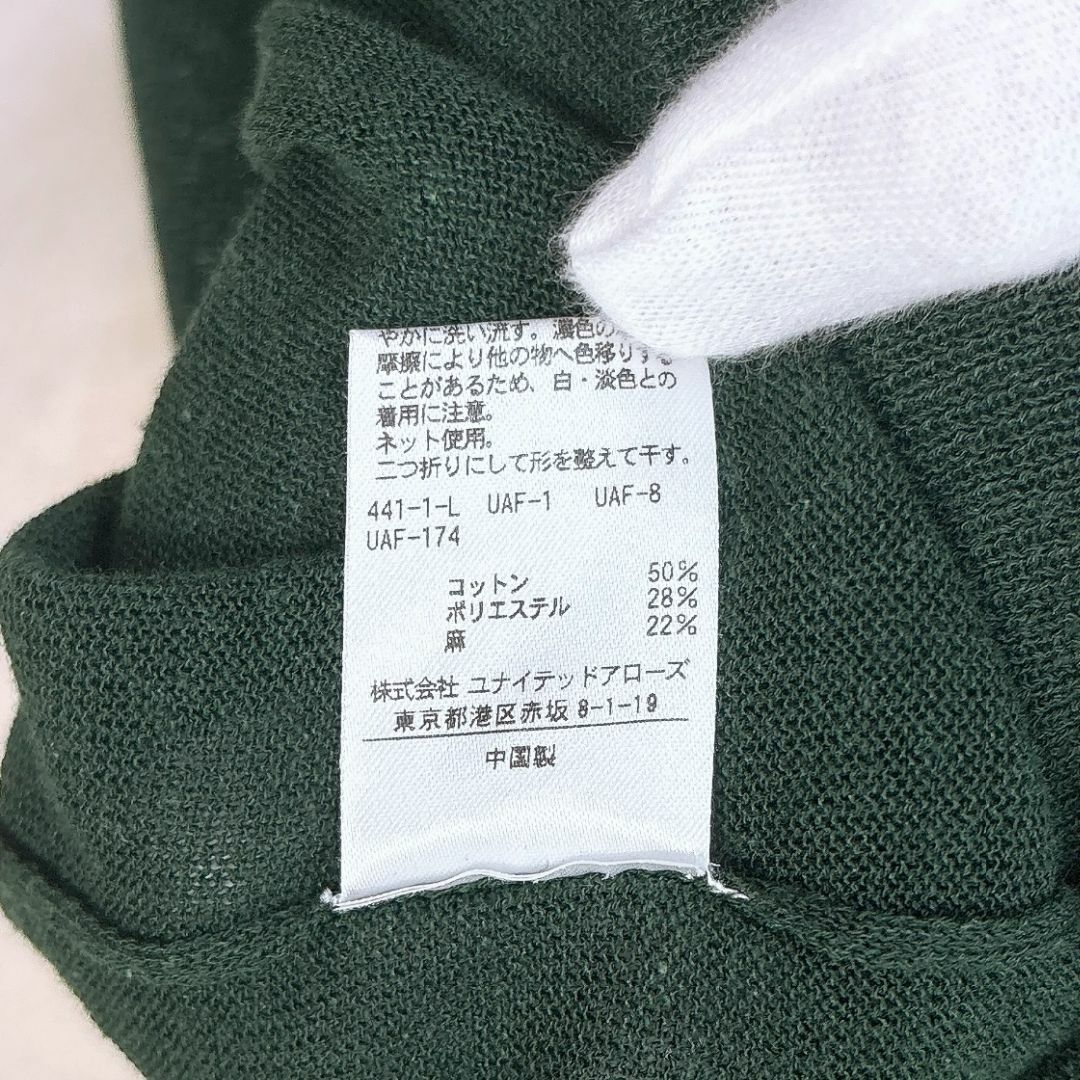 やかに洗い流す。濃色の
摩擦により他の物へ色移りする
ことがあるため、白・淡色との
着用に注意。
ネット使用。
二つ折りにして形を整えて干す。
441-1-L UAF-1 UAF-8
UAF-174
コットン 50%
ポリエステル 28%
麻 22%
株式会社 ユナイテッドアローズ
東京都港区赤坂 8-1-19
中国製